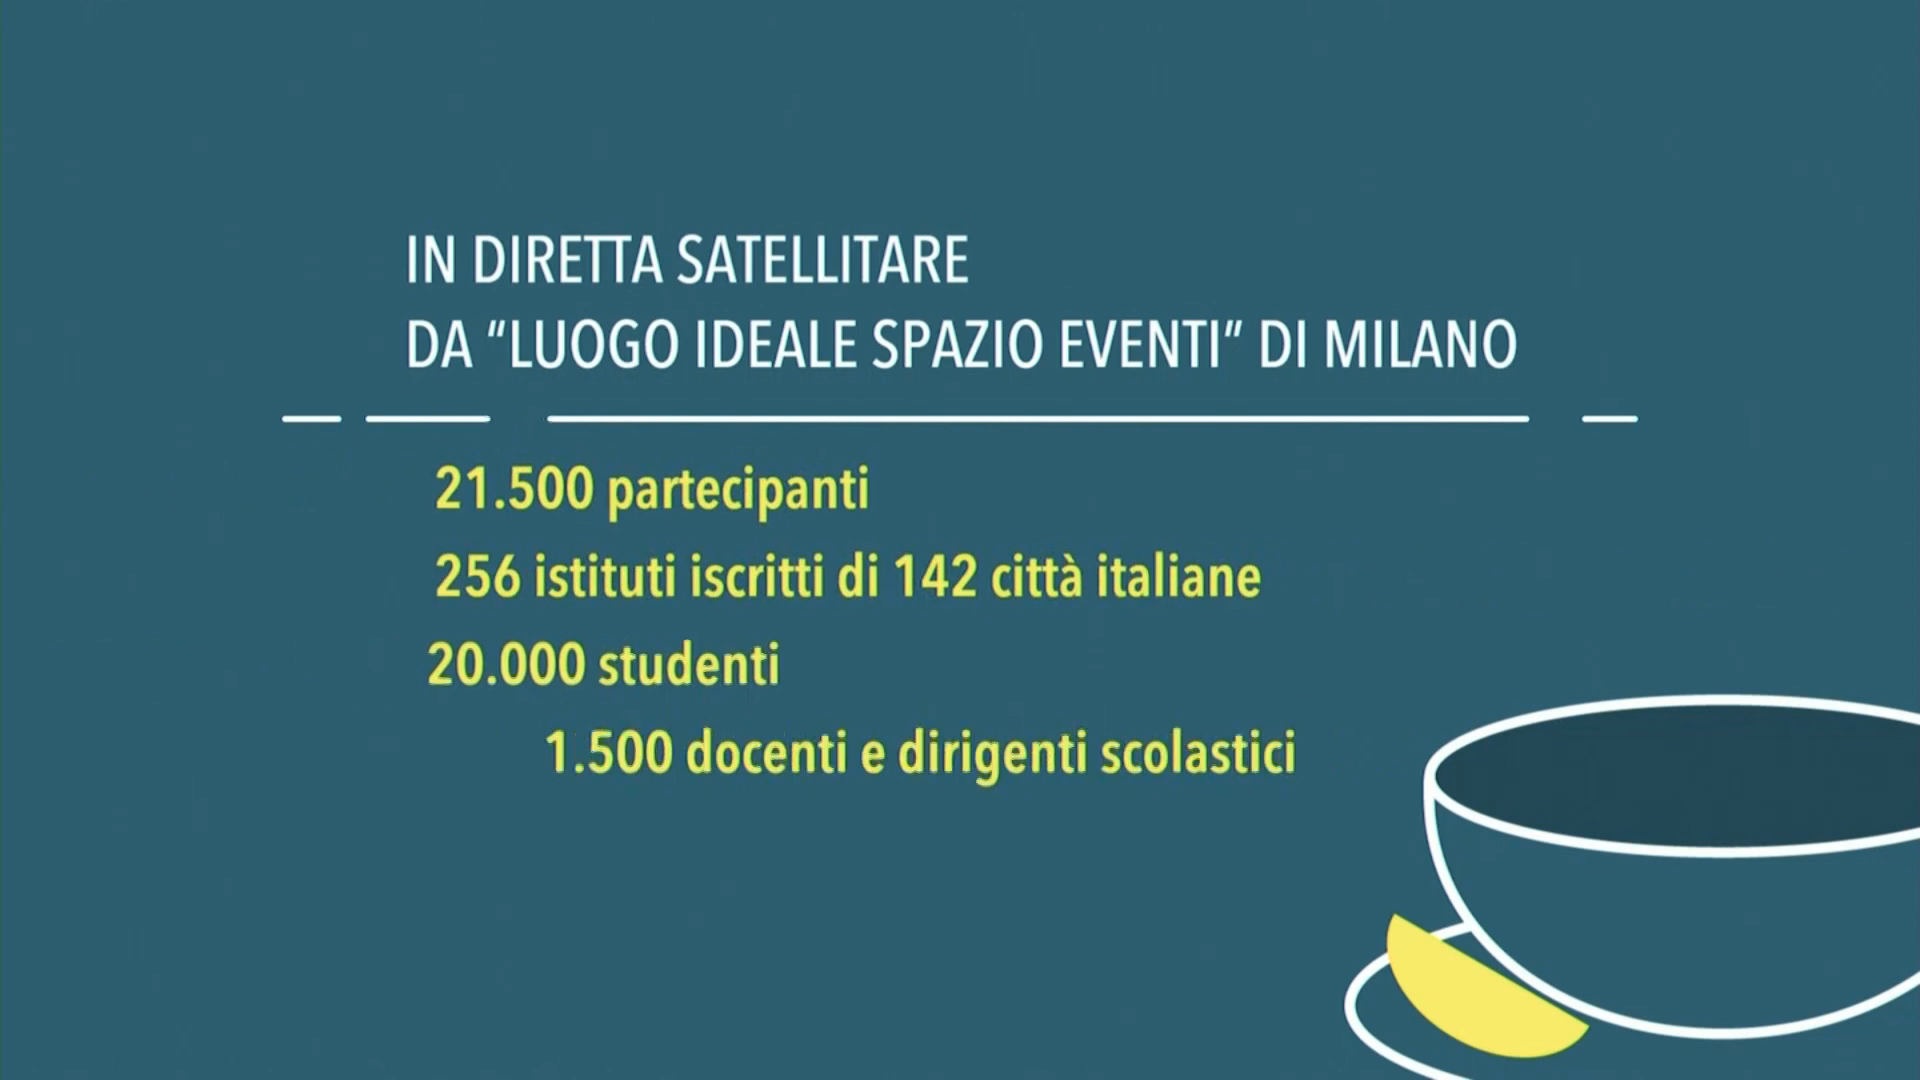 IN DIRETTA SATELLITARE
DA “LUOGO IDEALE SPAZIO EVENTI” DI MILANO
21.500 partecipanti
256 istituti iscritti di 142 città italiane
20.000 studenti
1.500 docenti e dirigenti scolastici